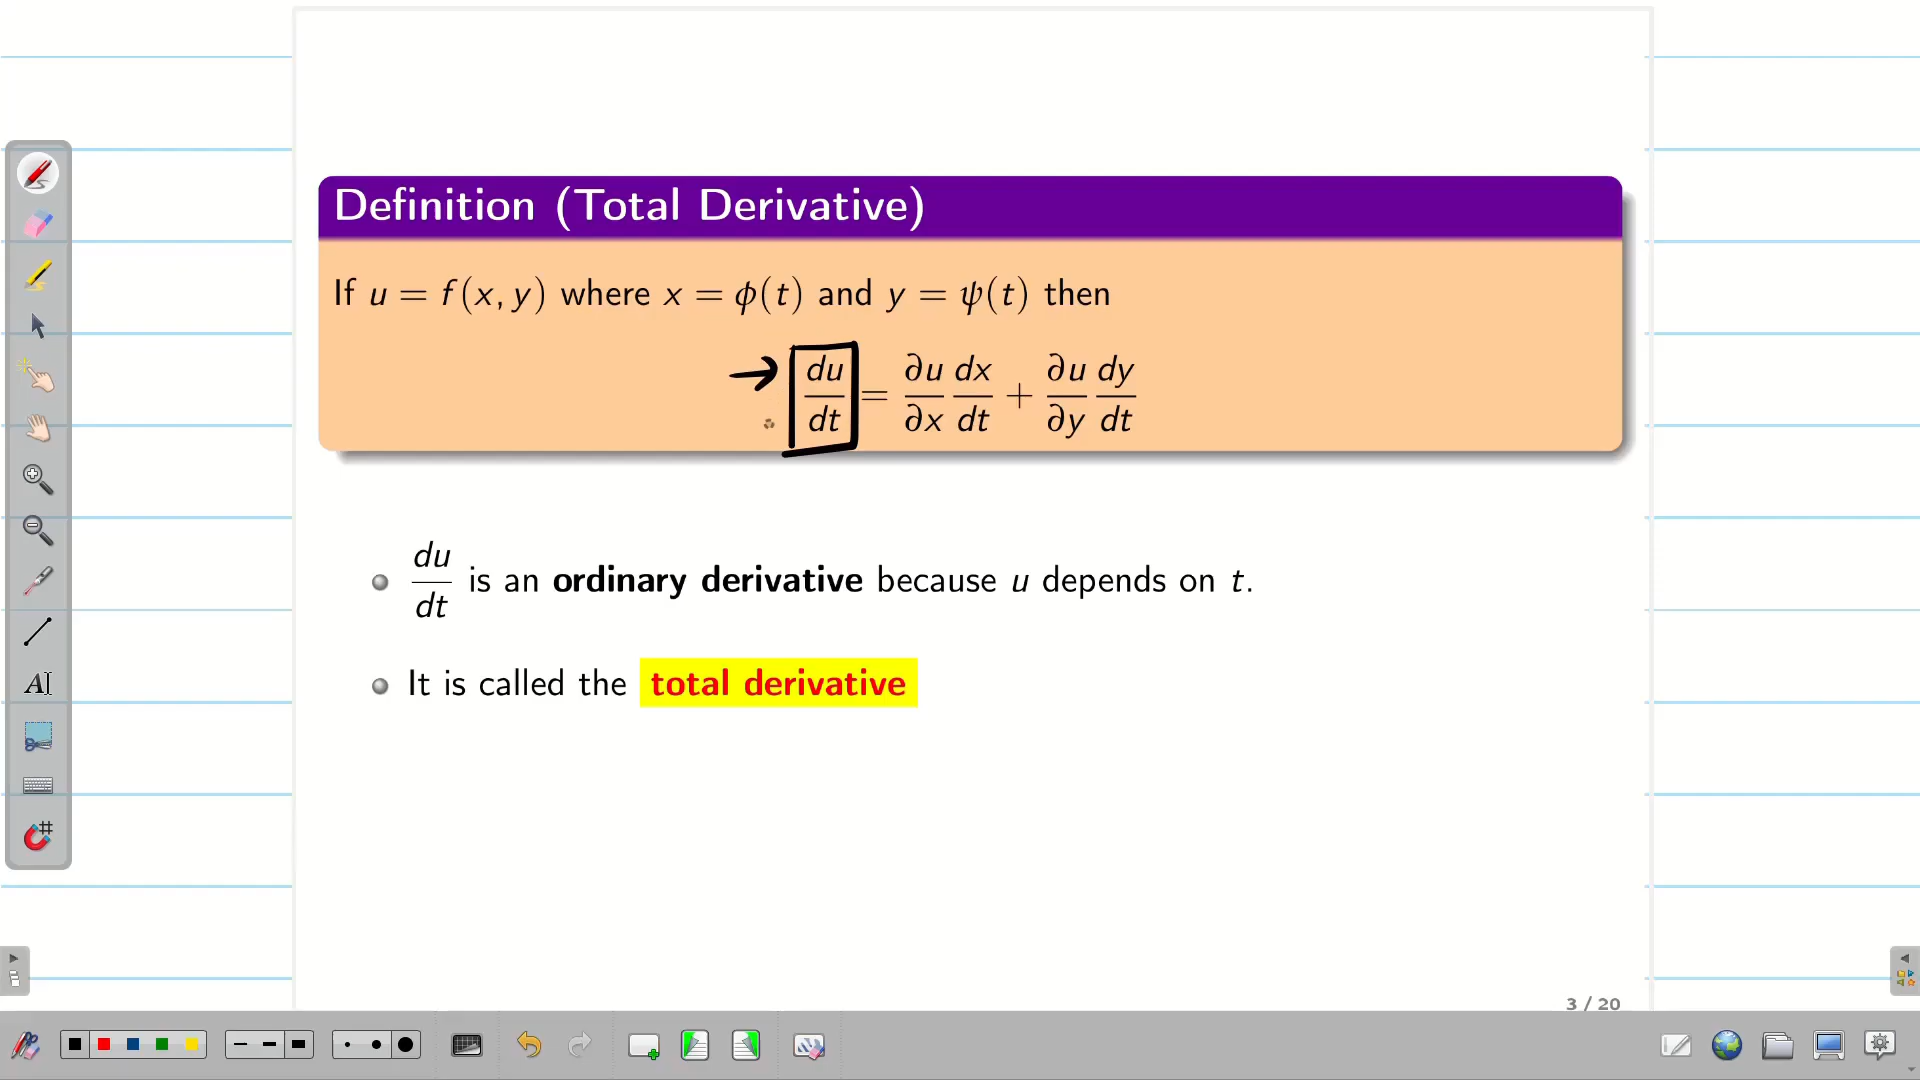 Definition (Total Derivative)
If u = f(x, y) where x = ϕ(t) and y = ψ(t) then
du/dt = ∂u/∂x dx/dt + ∂u/∂y dy/dt
du/dt is an ordinary derivative because u depends on t.
It is called the total derivative
3 / 20